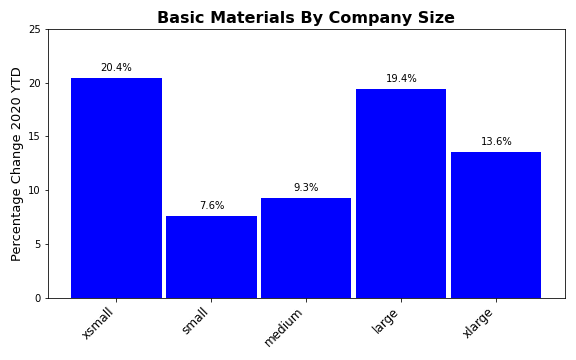 Basic Materials By Company Size
Percentage Change 2020 YTD
25
20
15
10
5
0
20.4%
7.6%
9.3%
19.4%
13.6%
xsmall
small
medium
large
xlarge